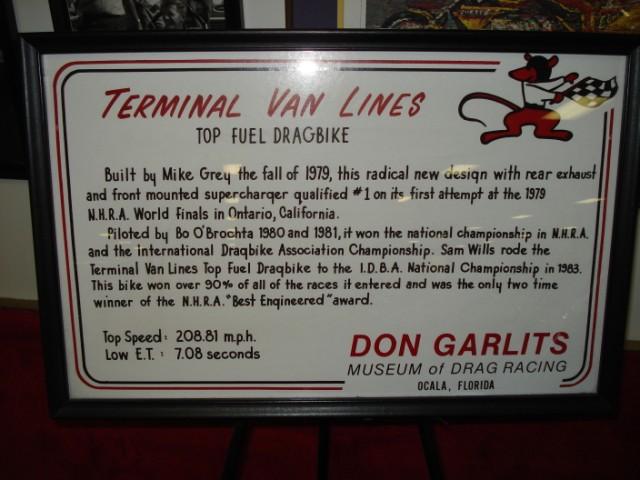 TERMINAL VAN LINES
TOP FUEL DRAGBIKE
Built by Mike Grey the fall of 1979, this radical new design with rear exhaust
and front mounted supercharger qualified #1 on its first attempt at the 1979
N.H.R.A. World finals in Ontario, California.
Piloted by Bo O'Brochta 1980 and 1981, it won the national championship in N.H.R.A.
and the international Dragbike Association Championship. Sam Wills rode the
Terminal Van Lines Top Fuel Dragbike to the I.D.B.A. National Championship in 1983.
This bike won over 90% of all of the races it entered and was the only two time
winner of the N.H.R.A. "Best Engineered" award.
Top Speed: 208.81 m.p.h.
Low E.T. : 7.08 seconds
DON GARLITS
MUSEUM of DRAG RACING
OCALA, FLORIDA